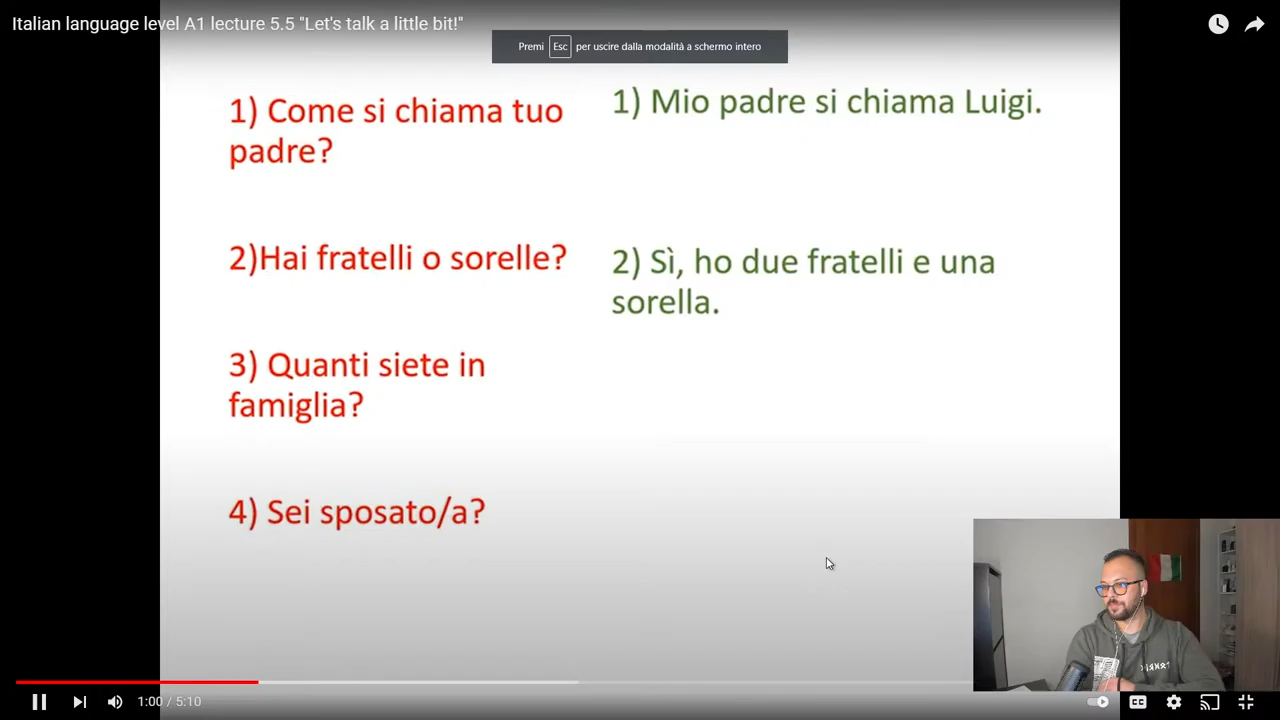 Italian language level A1 lecture 5.5 "Let's talk a little bit!"
Premi Esc per uscire dalla modalità a schermo intero
1) Come si chiama tuo
padre?
1) Mio padre si chiama Luigi.
2)Hai fratelli o sorelle?
2) Sì, ho due fratelli e una
sorella.
3) Quanti siete in
famiglia?
4) Sei sposato/a?
1:00 / 5:10
CC